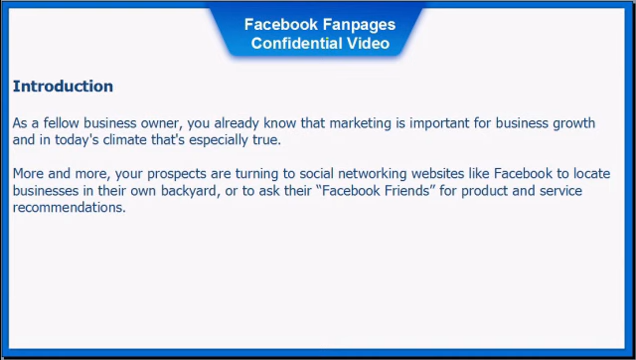 Facebook Fanpages
Confidential Video
Introduction
As a fellow business owner, you already know that marketing is important for business growth
and in today's climate that's especially true.
More and more, your prospects are turning to social networking websites like Facebook to locate
businesses in their own backyard, or to ask their “Facebook Friends” for product and service
recommendations.